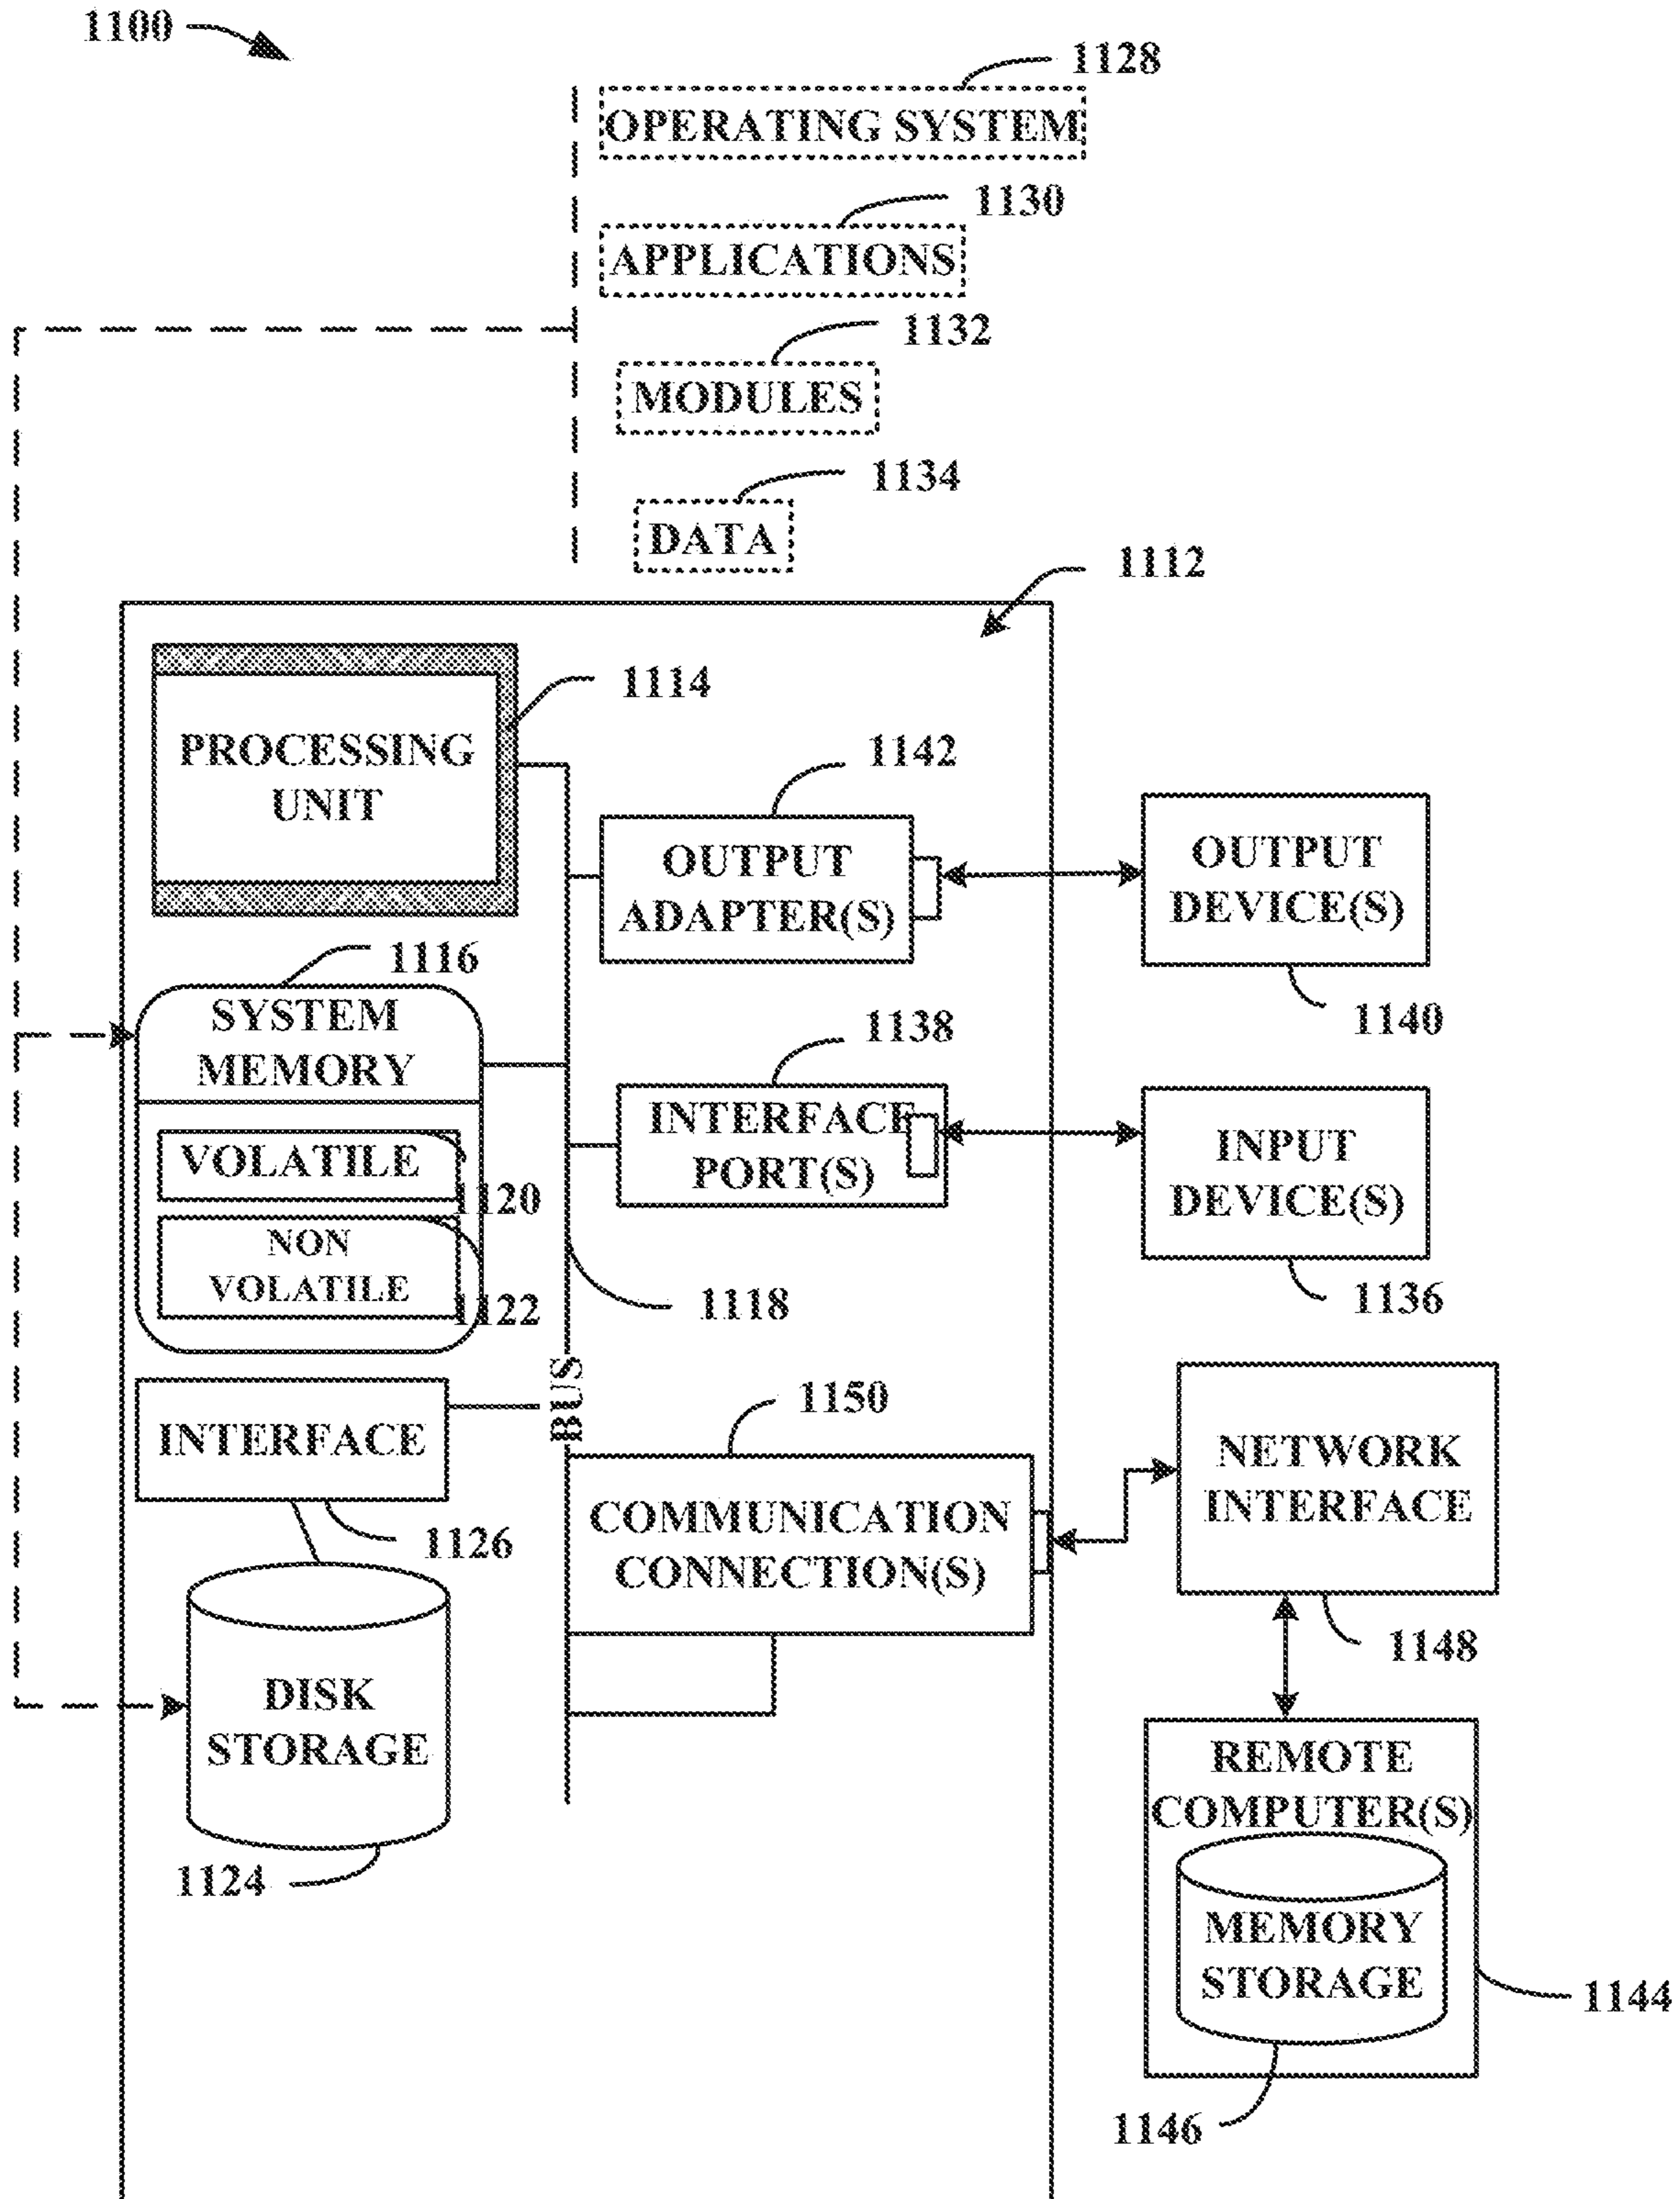 1100
1128
OPERATING SYSTEM
1130
APPLICATIONS
1132
MODULES
1134
DATA
1112
1114
PROCESSING
UNIT
1142
OUTPUT
ADAPTER(S)
OUTPUT
DEVICE(S)
1140
1116
SYSTEM
MEMORY
1138
INTERFACE
PORT(S)
INPUT
DEVICE(S)
1136
VOLATILE
1120
NON
VOLATILE
1122
1118
BUS
INTERFACE
1126
1150
COMMUNICATION
CONNECTION(S)
NETWORK
INTERFACE
1148
DISK
STORAGE
1124
REMOTE
COMPUTER(S)
MEMORY
STORAGE
1144
1146